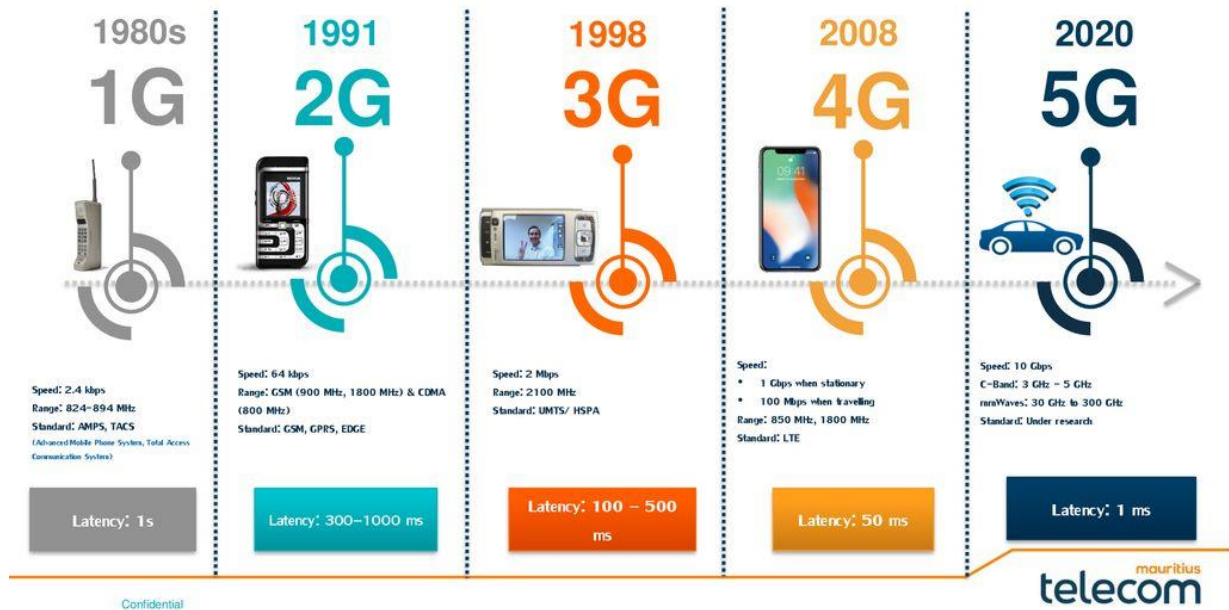 1980s
1G
Speed: 2.4 kbps
Range: 824-894 MHz
Standard: AMPS, TACS
(Advanced Mobile Phone System, Total Access
Communication System)
Latency: 1s
1991
2G
Speed: 64 kbps
Range: GSM (900 MHz, 1800 MHz) & CDMA
(800 MHz)
Standard: GSM, GPRS, EDGE
Latency: 300-1000 ms
1998
3G
Speed: 2 Mbps
Range: 2100 MHz
Standard: UMTS/ HSPA
Latency: 100 - 500
ms
2008
4G
09:41
Speed:
• 1 Gbps when stationary
• 100 Mbps when travelling
Range: 850 MHz, 1800 MHz
Standard: LTE
Latency: 50 ms
2020
5G
Speed: 10 Gbps
C-Band: 3 GHz - 5 GHz
mmWaves: 30 GHz to 300 GHz
Standard: Under research
Latency: 1 ms
mauritius
telecom
Confidential